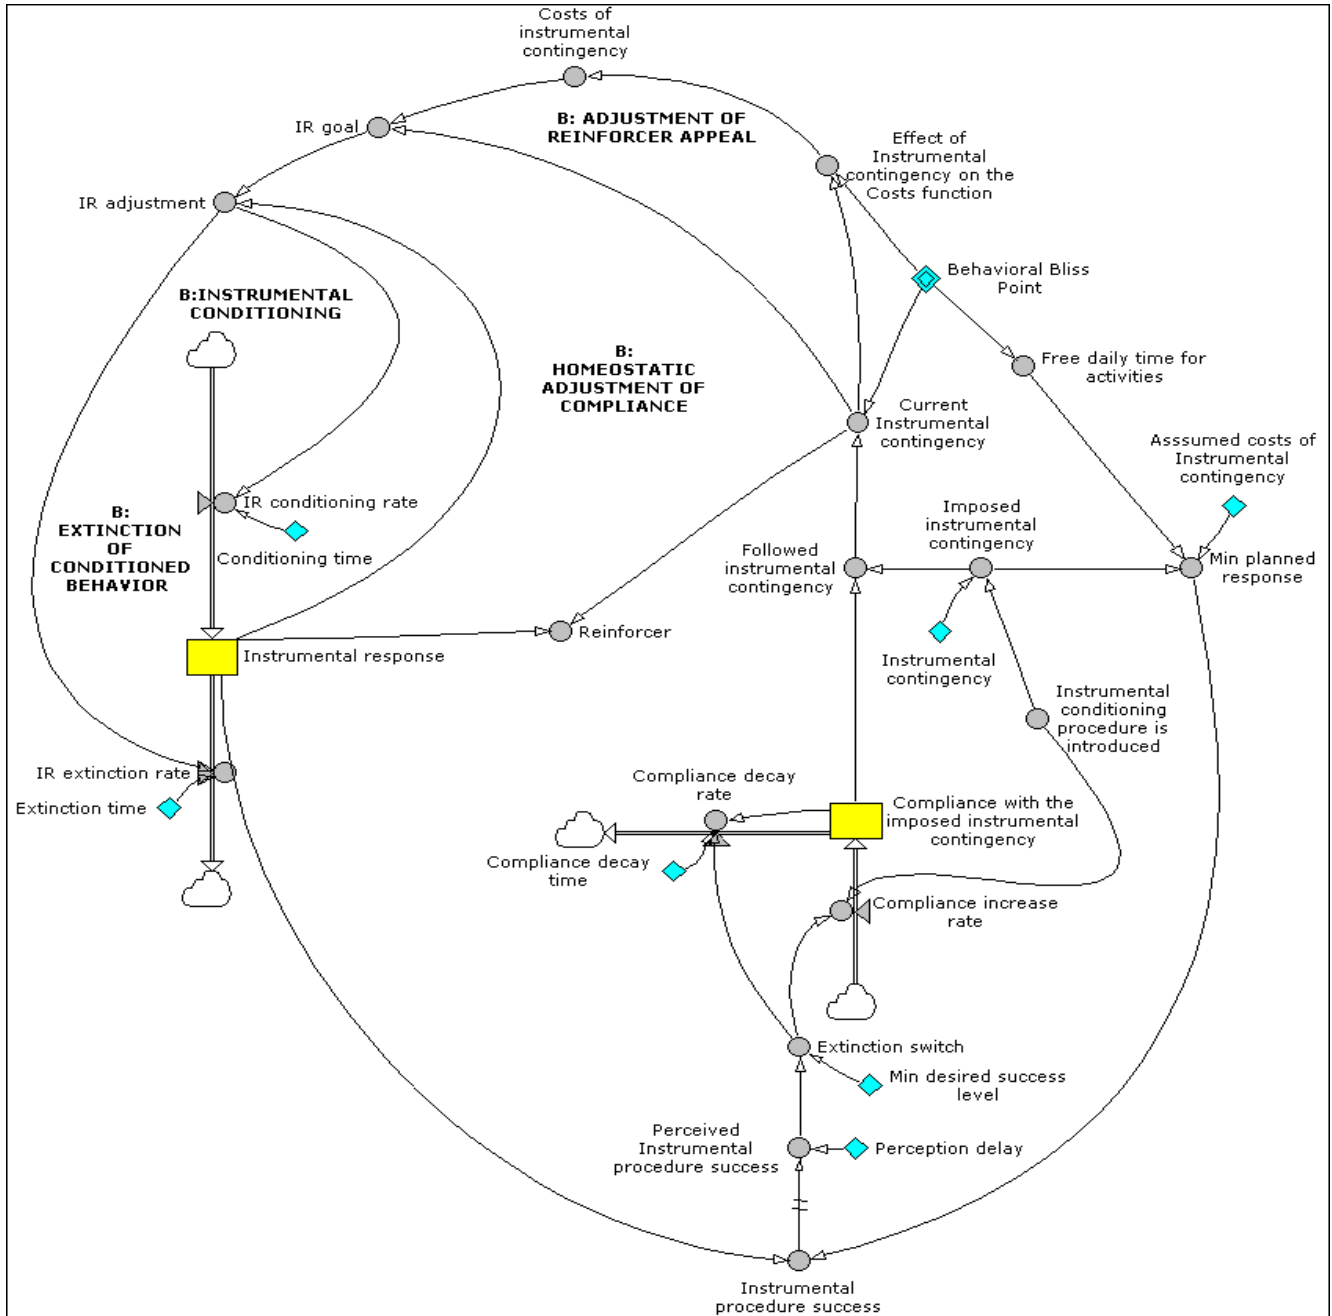 Costs of
instrumental
contingency
IR goal
B: ADJUSTMENT OF
REINFORCER APPEAL
Effect of
Instrumental
contingency on the
Costs function
IR adjustment
B:INSTRUMENTAL
CONDITIONING
Behavioral Bliss
Point
B:
HOMEOSTATIC
ADJUSTMENT OF
COMPLIANCE
Free daily time for
activities
Current
Instrumental
contingency
Asssumed costs of
Instrumental
contingency
IR conditioning rate
B:
EXTINCTION
OF
CONDITIONED
BEHAVIOR
Conditioning time
Imposed
instrumental
contingency
Followed
instrumental
contingency
Min planned
response
Reinforcer
Instrumental response
Instrumental
contingency
Instrumental
conditioning
procedure is
introduced
IR extinction rate
Extinction time
Compliance decay
rate
Compliance with the
imposed instrumental
contingency
Compliance decay
time
Compliance increase
rate
Extinction switch
Min desired success
level
Perceived
Instrumental
procedure success
Perception delay
Instrumental
procedure success